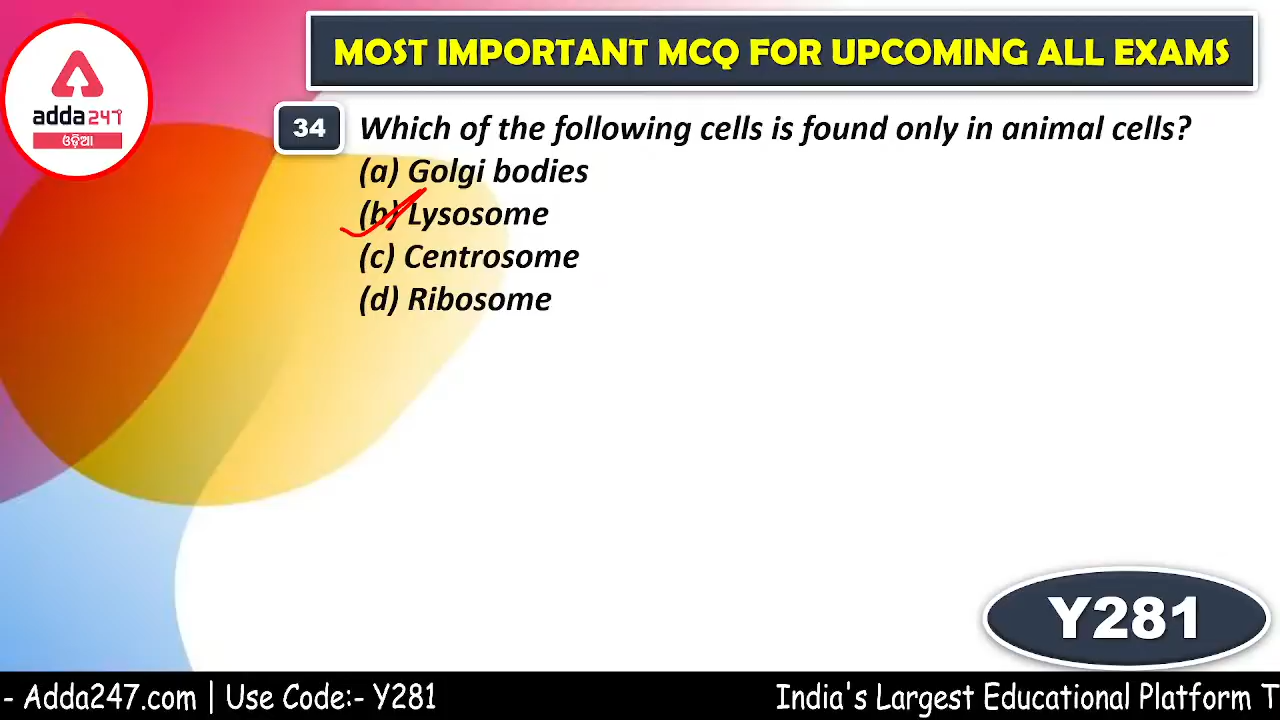 MOST IMPORTANT MCQ FOR UPCOMING ALL EXAMS
adda247
ଓଡ଼ିଆ
34 Which of the following cells is found only in animal cells?
(a) Golgi bodies
(b) Lysosome
(c) Centrosome
(d) Ribosome
Y281
- Adda247.com | Use Code:- Y281 India's Largest Educational Platform T